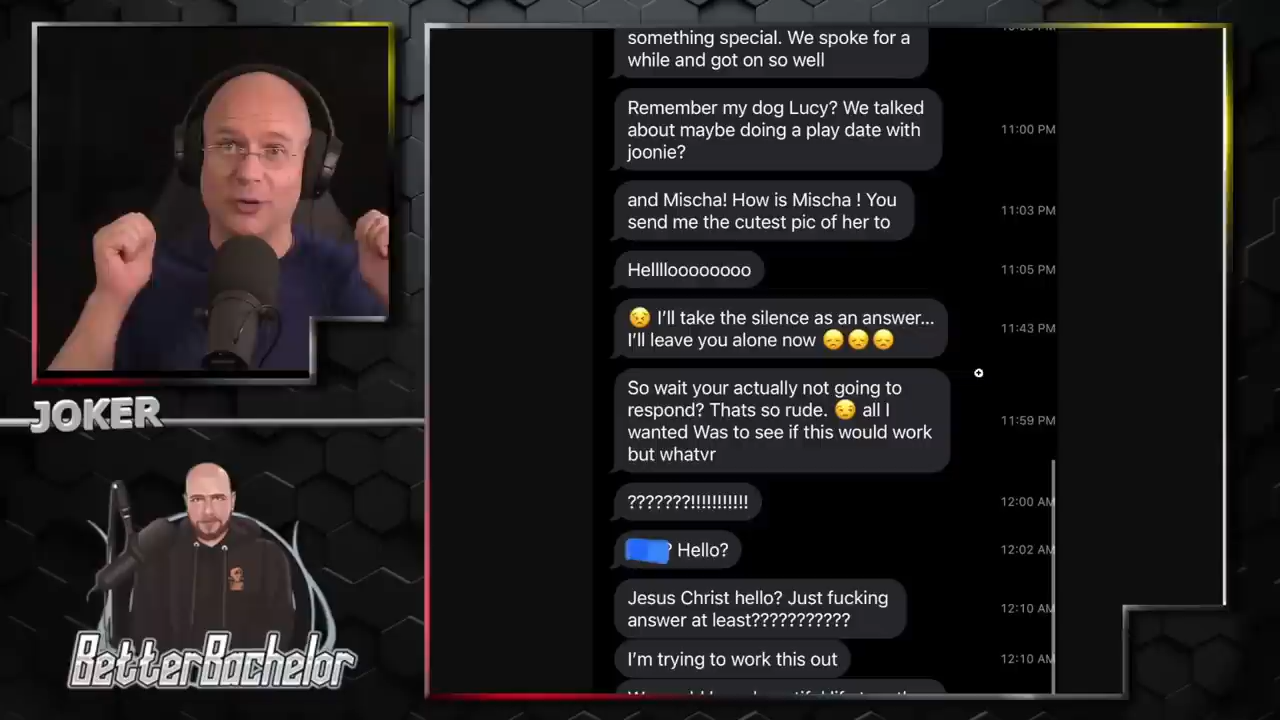 something special. We spoke for a
while and got on so well
Remember my dog Lucy? We talked
about maybe doing a play date with
joonie?
11:00 PM
and Mischa! How is Mischa ! You
send me the cutest pic of her to
11:03 PM
Helllloooooooo
11:05 PM
😣 I’ll take the silence as an answer...
I’ll leave you alone now 😞😞😞
11:43 PM
So wait your actually not going to
respond? Thats so rude. 😔 all I
wanted Was to see if this would work
but whatvr
11:59 PM
???????!!!!!!!!!!!
12:00 AM
? Hello?
12:02 AM
Jesus Christ hello? Just fucking
answer at least???????????
12:10 AM
I’m trying to work this out
12:10 AM
JOKER
BetterBachelor